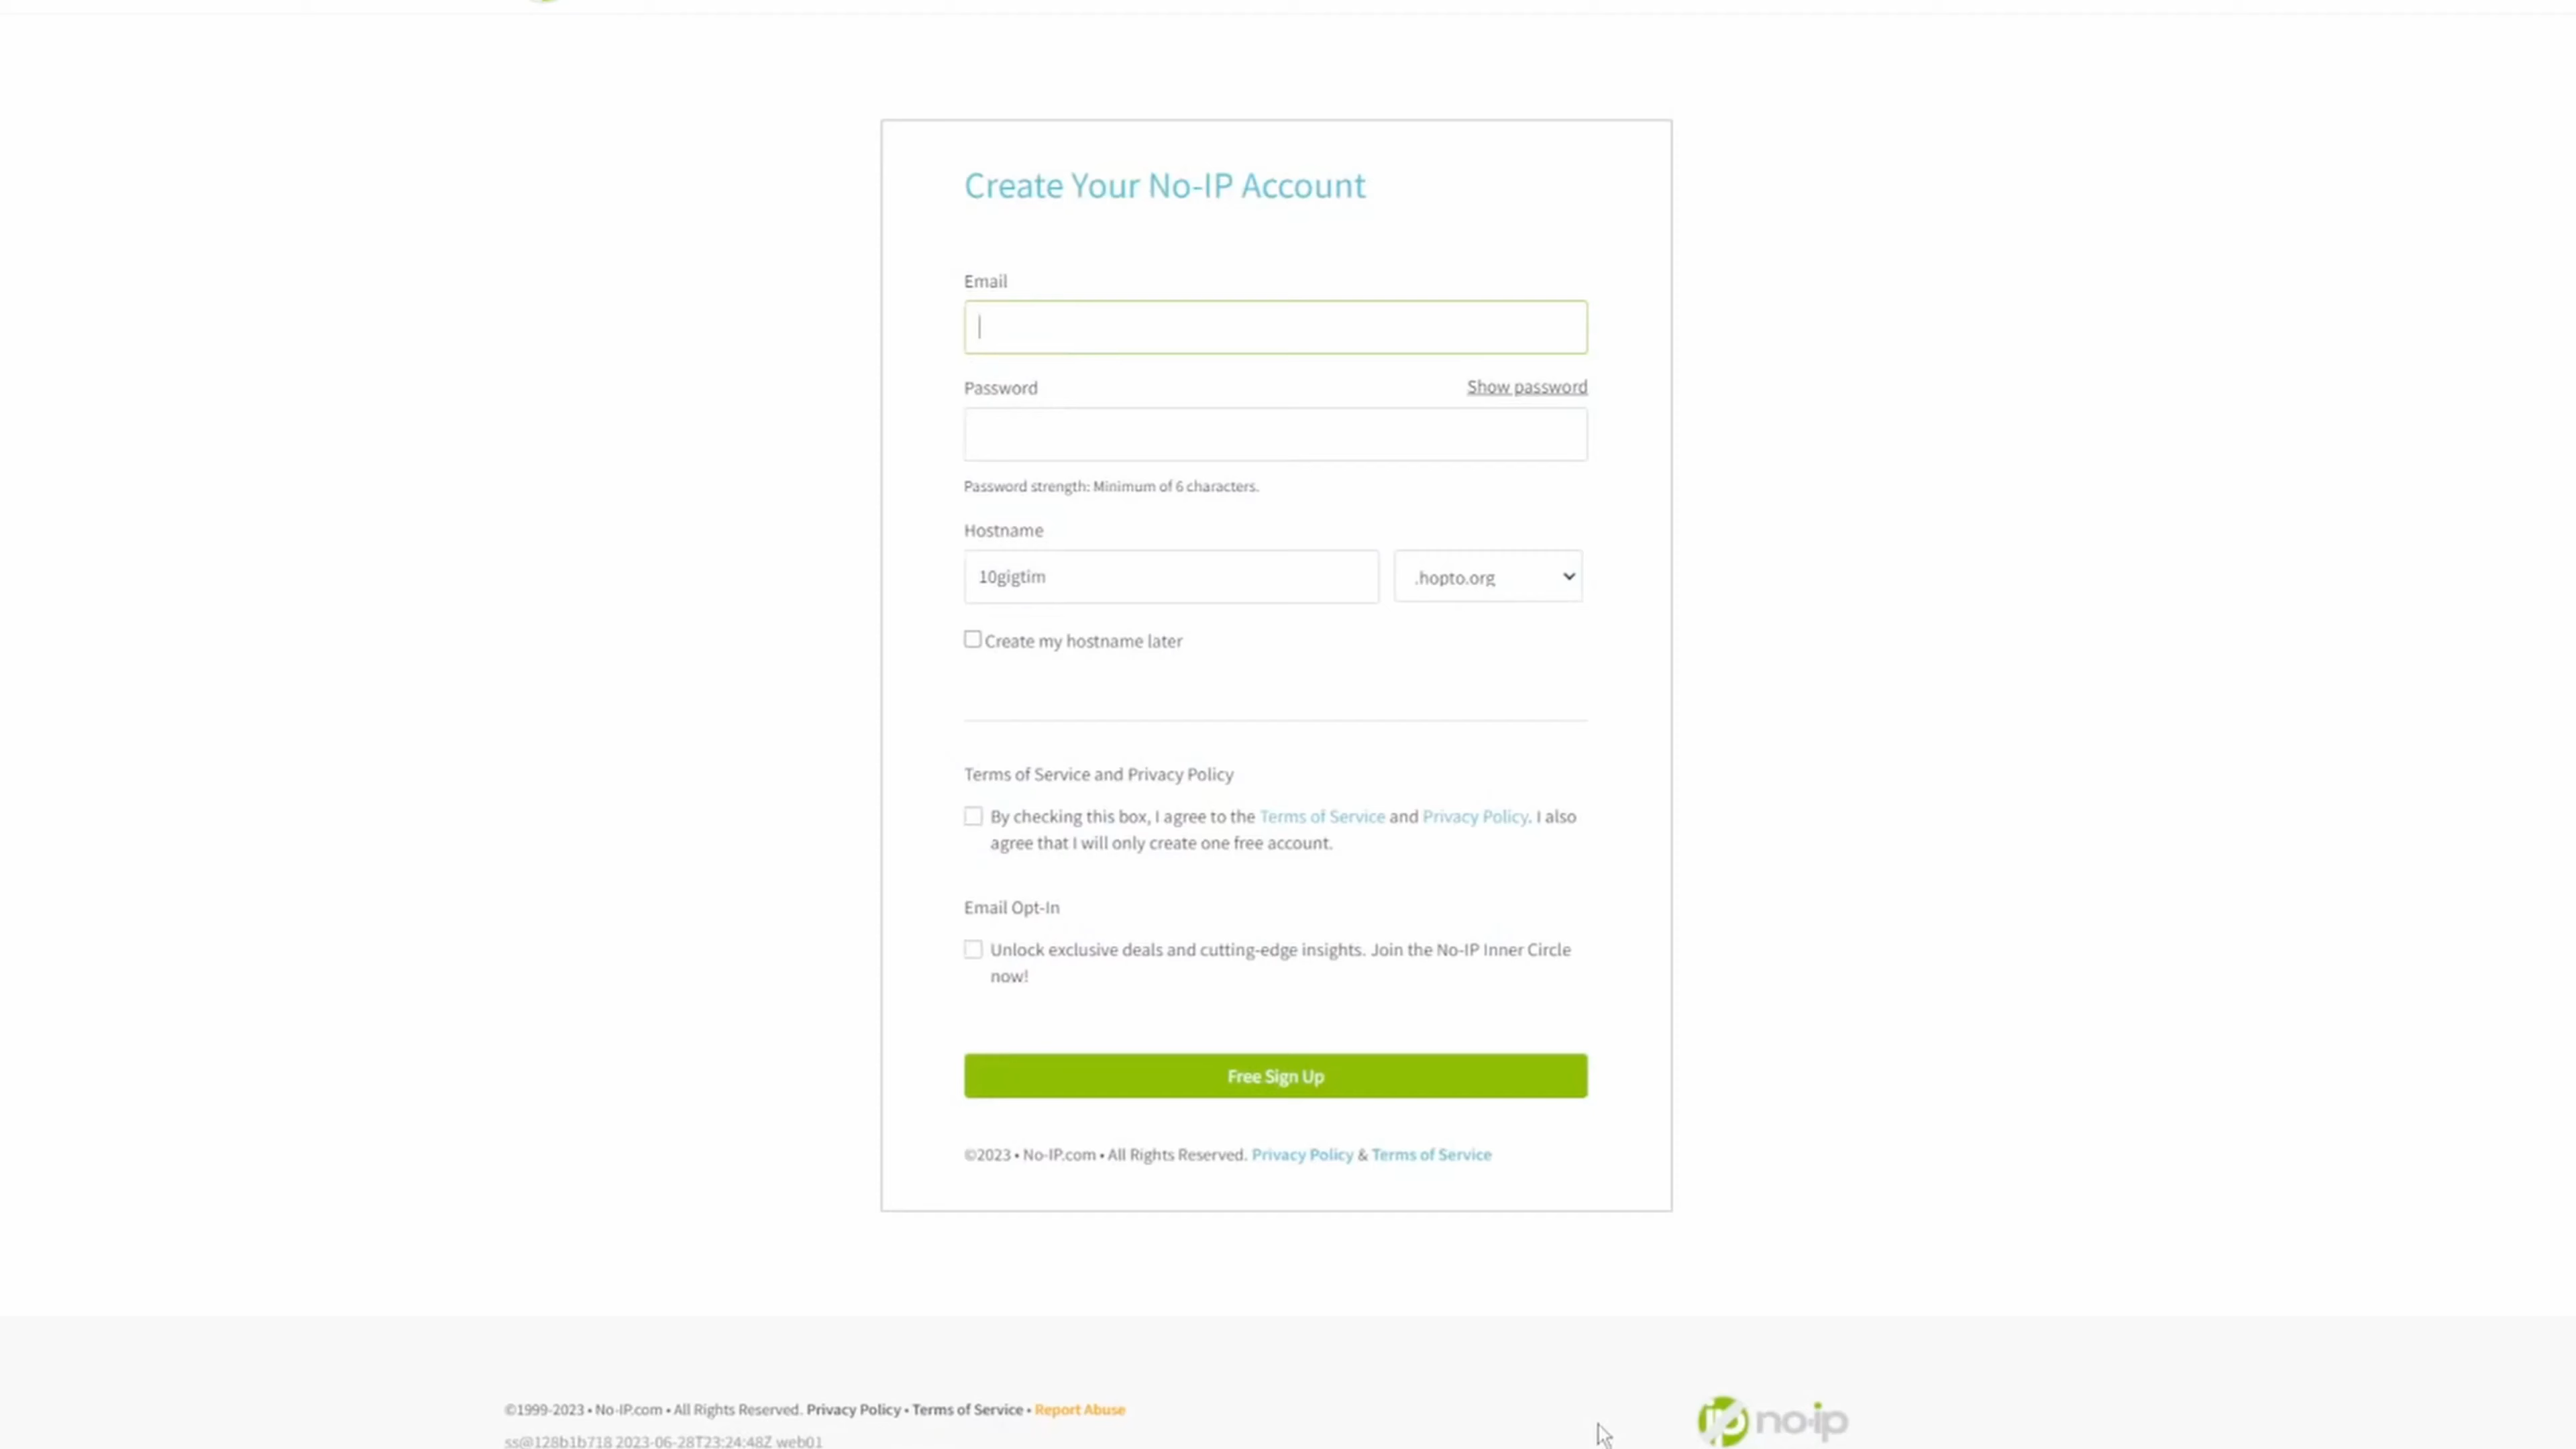 Create Your No-IP Account
Email
Password
Show password
Password strength: Minimum of 6 characters.
Hostname
10gigtim
.hopto.org
Create my hostname later
Terms of Service and Privacy Policy
By checking this box, I agree to the Terms of Service and Privacy Policy. I also
agree that I will only create one free account.
Email Opt-In
Unlock exclusive deals and cutting-edge insights. Join the No-IP Inner Circle
now!
Free Sign Up
©2023 • No-IP.com • All Rights Reserved. Privacy Policy & Terms of Service
©1999-2023 • No-IP.com • All Rights Reserved. Privacy Policy • Terms of Service • Report Abuse
ss@128b1b718 2023-06-28T23:24:48Z web01
no-ip